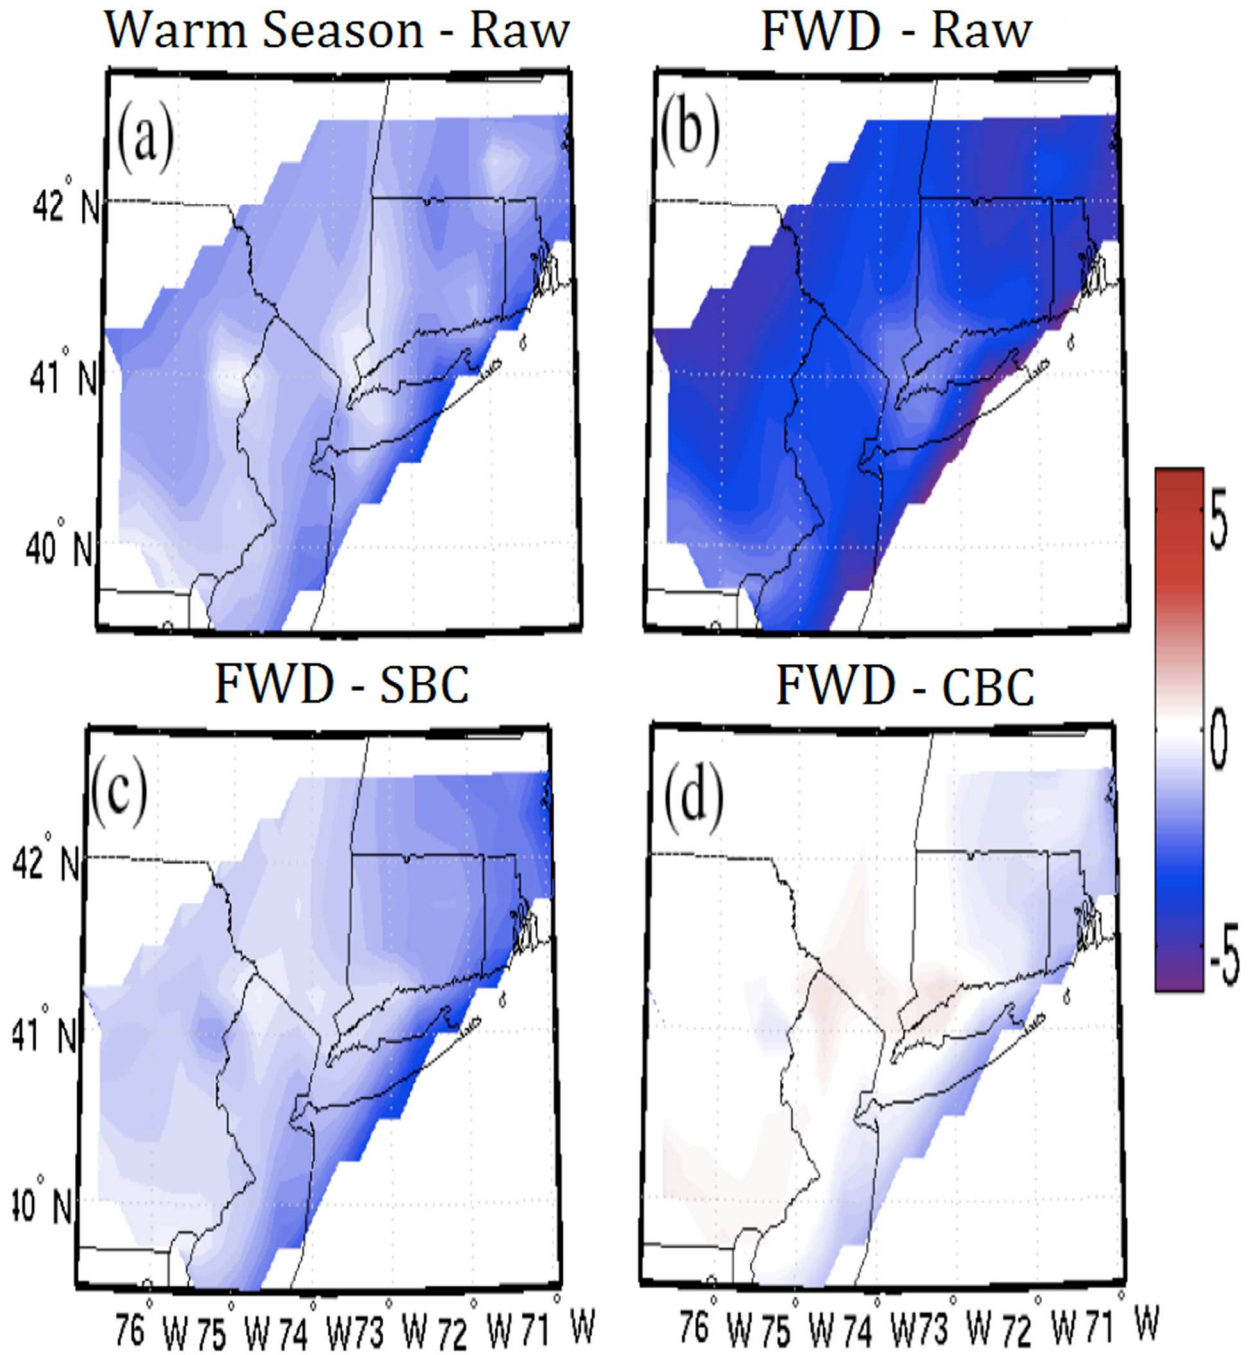 Warm Season - Raw
FWD - Raw
(a)
(b)
42° N
41° N
40° N
FWD - SBC
FWD - CBC
(c)
(d)
42° N
41° N
40° N
76° W 75° W 74° W 73° W 72° W 71° W
76° W 75° W 74° W 73° W 72° W 71° W
5
0
-5